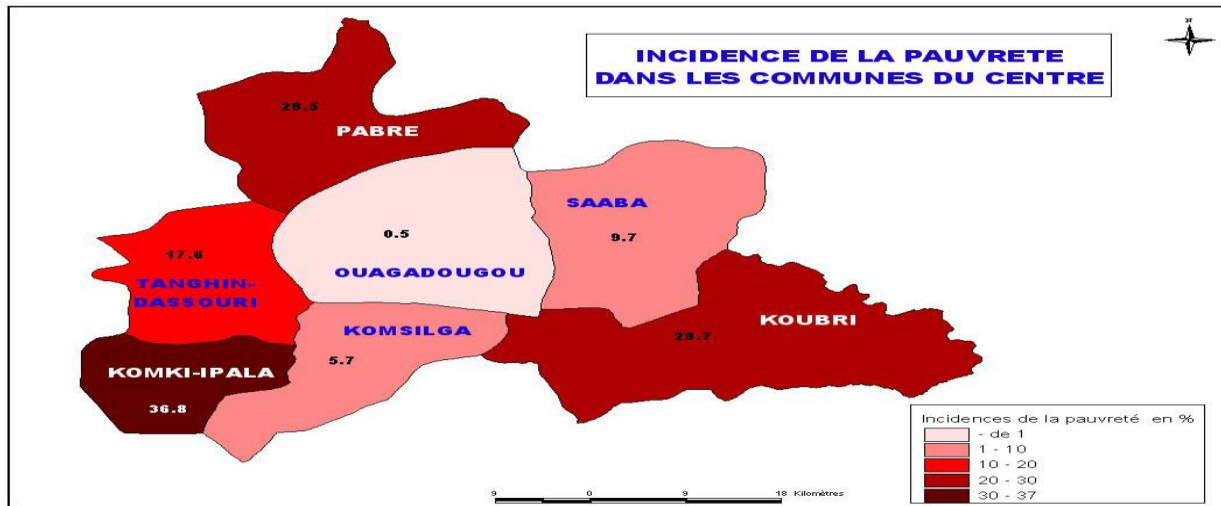 N
INCIDENCE DE LA PAUVRETE
DANS LES COMMUNES DU CENTRE
29.5
PABRE
SAABA
9.7
0.5
OUAGADOUGOU
17.6
TANGHIN-
DASSOURI
KOMSILGA
5.7
KOUBRI
29.7
KOMKI-IPALA
36.8
Incidences de la pauvreté en %
- de 1
1 - 10
10 - 20
20 - 30
30 - 37
9 0 9 18 Kilomètres